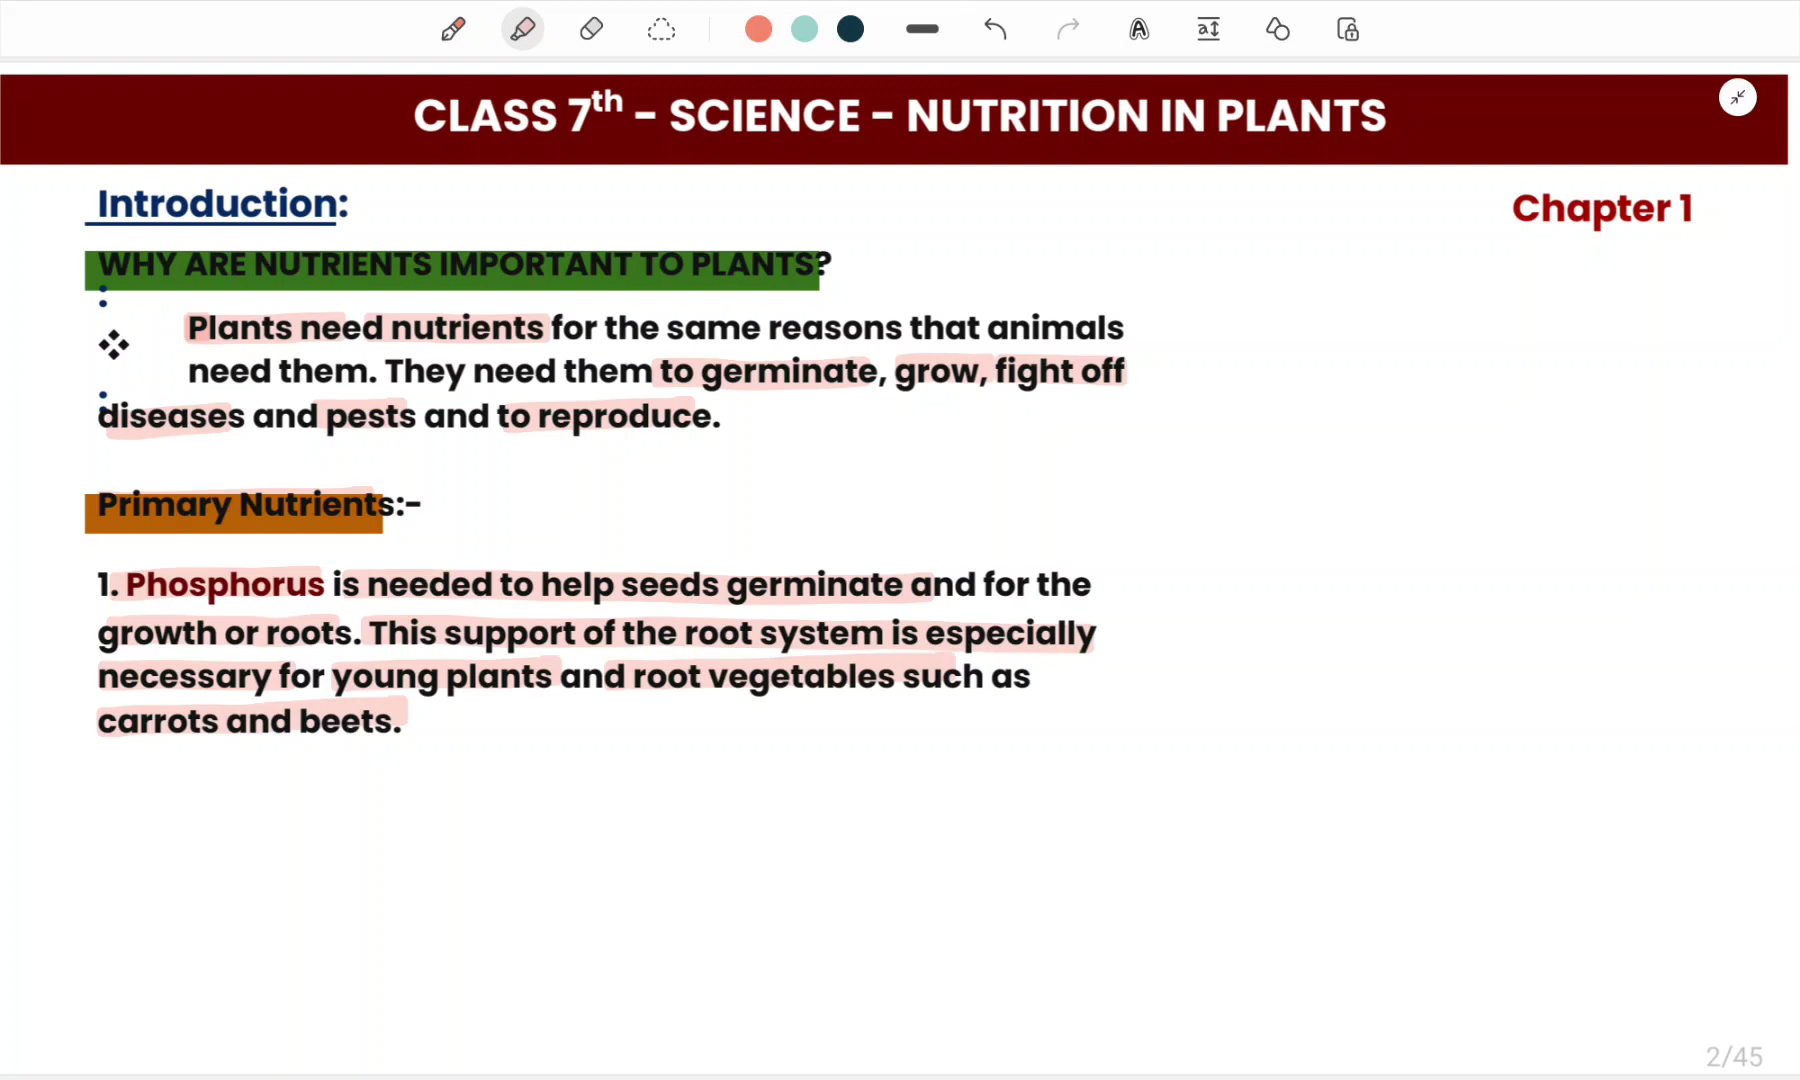 CLASS 7th - SCIENCE - NUTRITION IN PLANTS
Introduction:
Chapter 1
WHY ARE NUTRIENTS IMPORTANT TO PLANTS?
:
❖ Plants need nutrients for the same reasons that animals
need them. They need them to germinate, grow, fight off
:
diseases and pests and to reproduce.
Primary Nutrients:-
1. Phosphorus is needed to help seeds germinate and for the
growth or roots. This support of the root system is especially
necessary for young plants and root vegetables such as
carrots and beets.
2/45